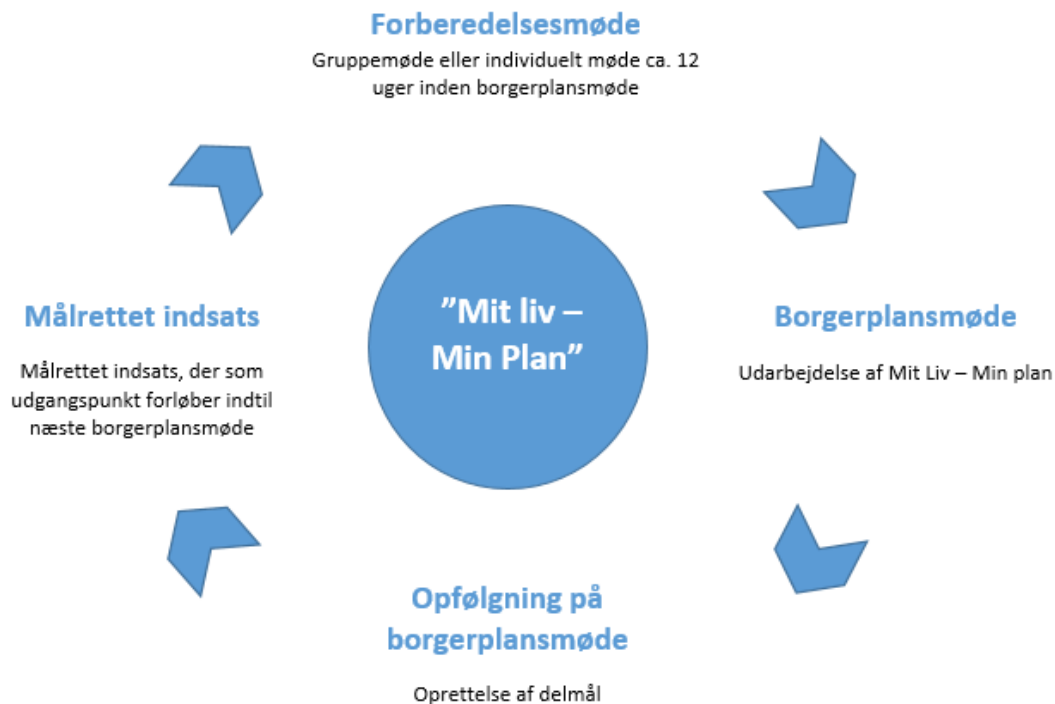 Forberedelsesmøde
Gruppemøde eller individuelt møde ca. 12
uger inden borgerplansmøde
"Mit liv –
Min Plan"
Målrettet indsats
Målrettet indsats, der som
udgangspunkt forløber indtil
næste borgerplansmøde
Borgerplansmøde
Udarbejdelse af Mit Liv – Min plan
Opfølgning på
borgerplansmøde
Oprettelse af delmål